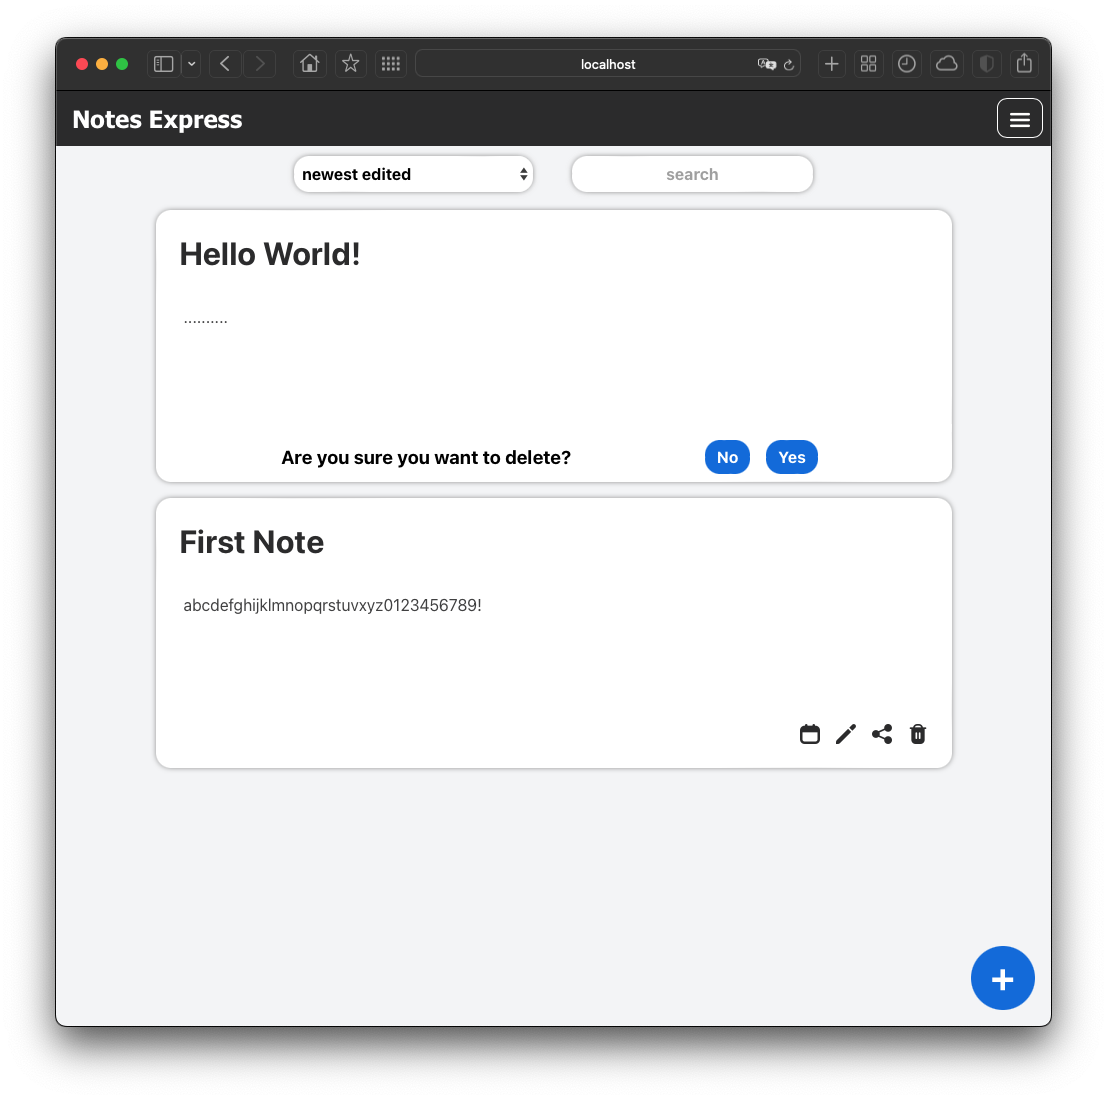 localhost
Notes Express
newest edited
search
Hello World!
..........
Are you sure you want to delete?
No
Yes
First Note
abcdefghijklmnopqrstuvxyz0123456789!